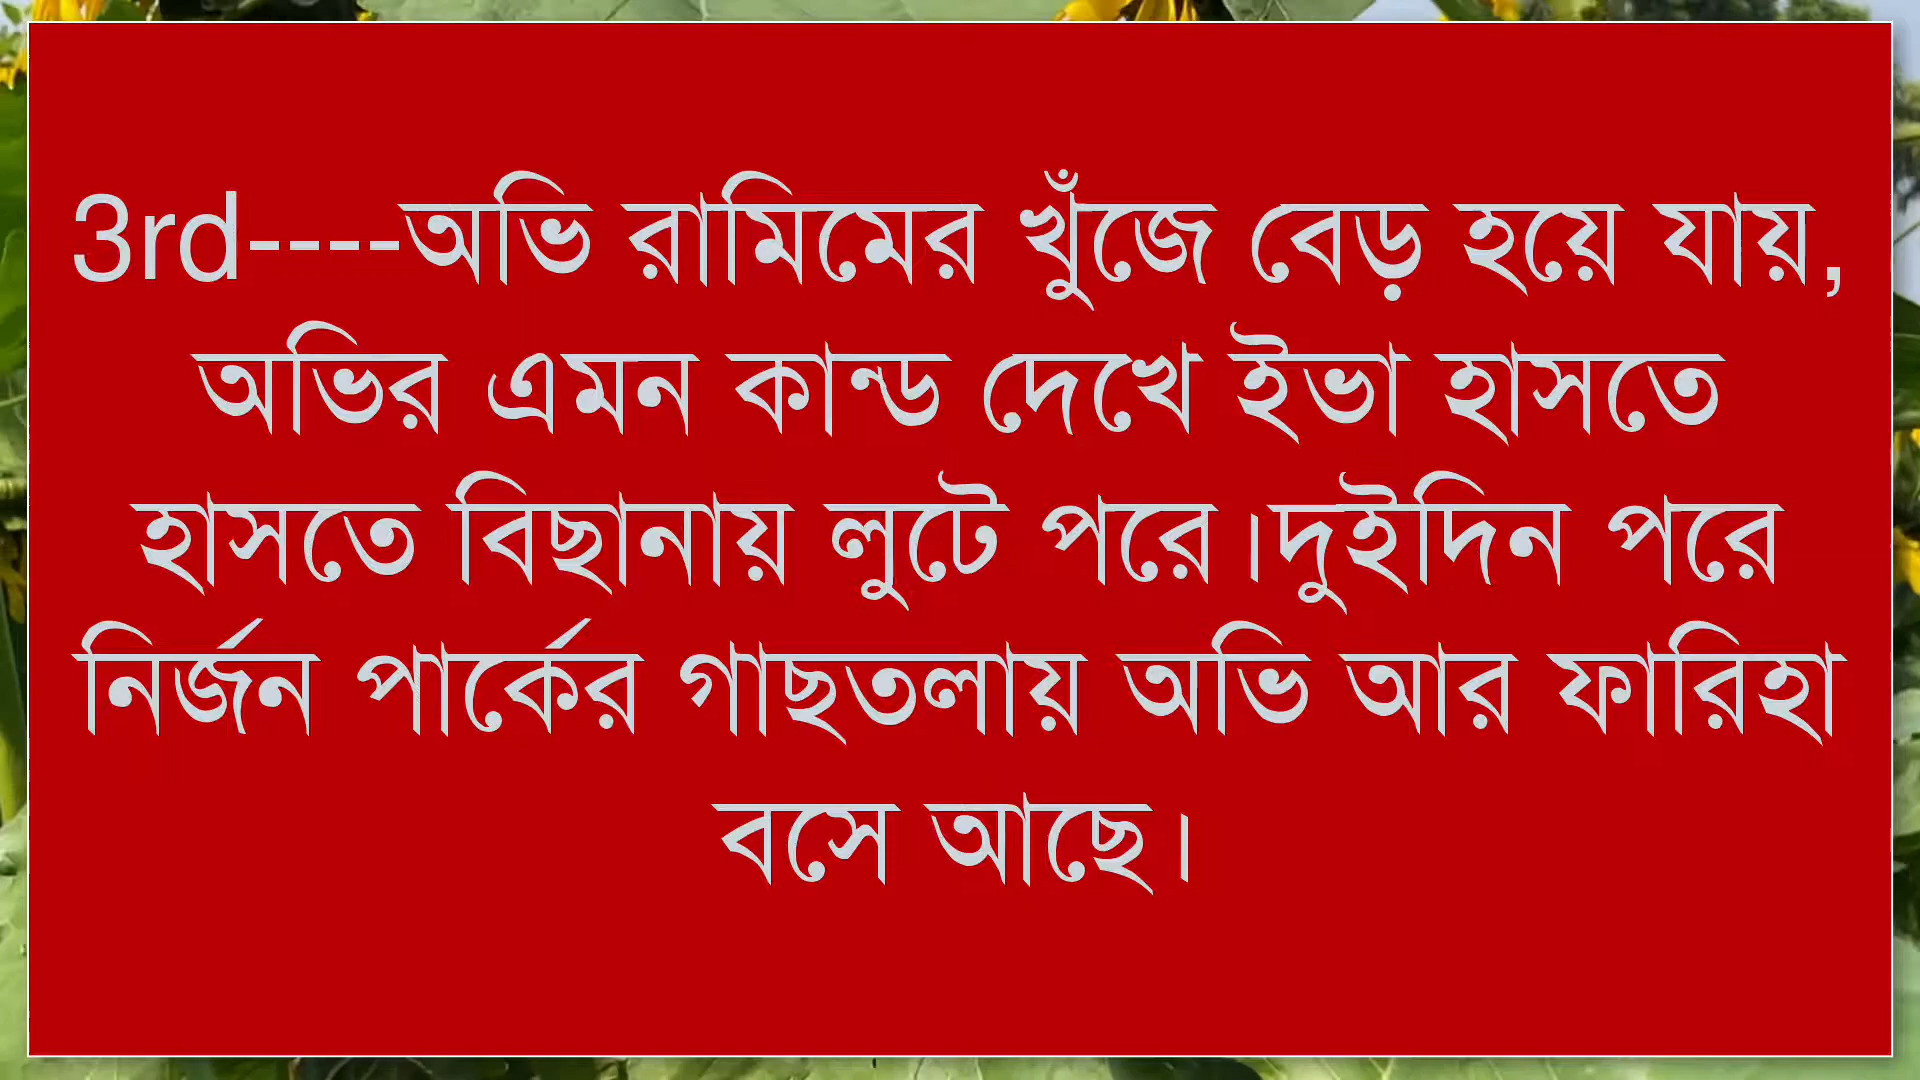 3rd----অভি রামিমের খুঁজে বেড় হয়ে যায়,
অভির এমন কান্ড দেখে ইভা হাসতে
হাসতে বিছানায় লুটে পরে।দুইদিন পরে
নির্জন পার্কের গাছতলায় অভি আর ফারিহা
বসে আছে।